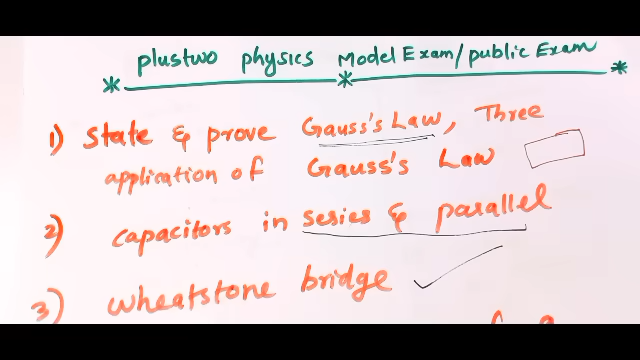 plustwo physics Model Exam/public Exam
1) State & prove Gauss's Law, Three
application of Gauss's Law
2) capacitors in series & parallel
3) Wheatstone bridge